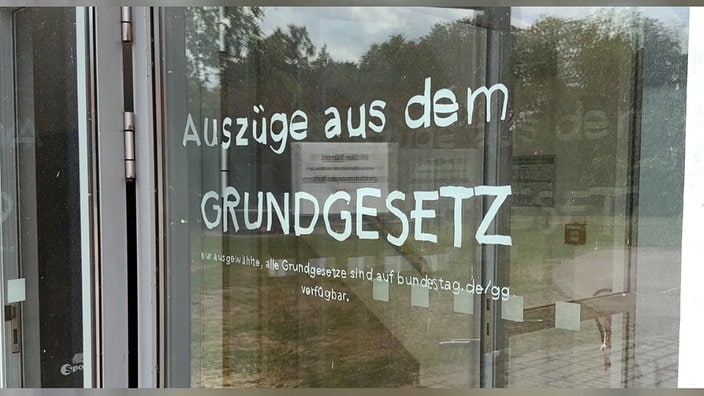 Auszüge aus dem
GRUNDGESETZ
nur ausgewählte, alle Grundgesetze sind auf bundestag.de/gg
verfügbar.